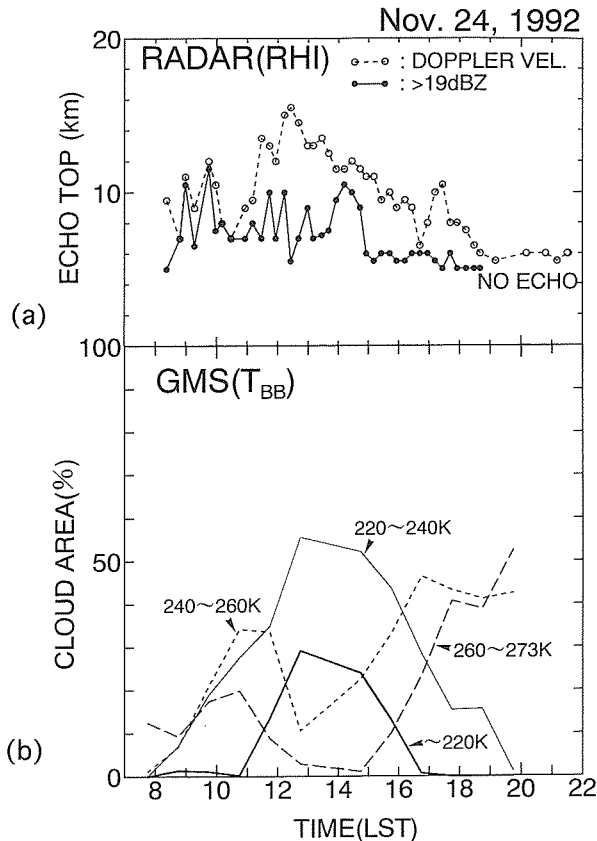 Nov. 24, 1992
20
RADAR(RHI)
: DOPPLER VEL.
: >19dBZ
ECHO TOP (km)
10
NO ECHO
(a)
100
GMS(TBB)
CLOUD AREA(%)
220~240K
50
240~260K
260~273K
~220K
(b)
0
8 10 12 14 16 18 20 22
TIME(LST)